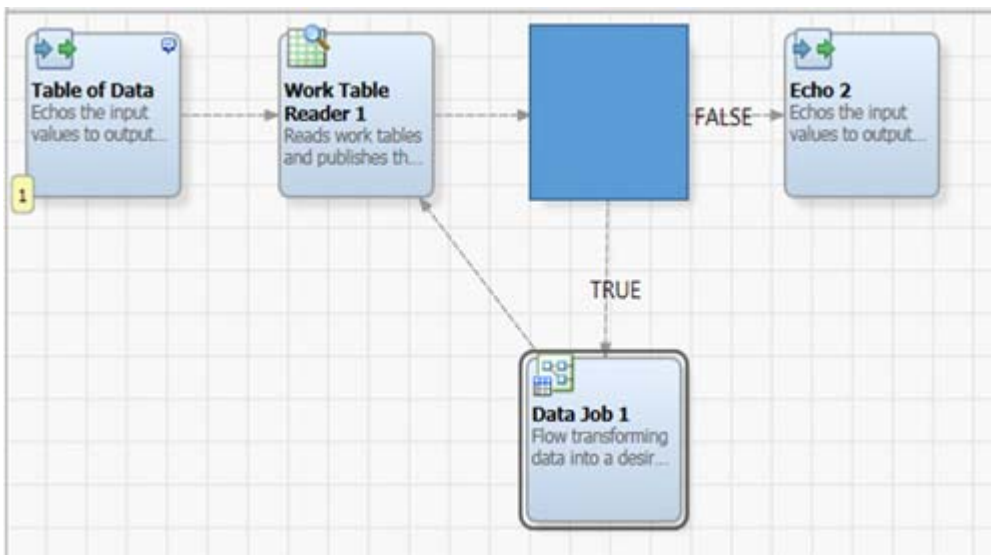 Table of Data
Echos the input
values to output...
1
Work Table
Reader 1
Reads work tables
and publishes th...
FALSE
Echo 2
Echos the input
values to output...
TRUE
Data Job 1
Flow transforming
data into a desir...